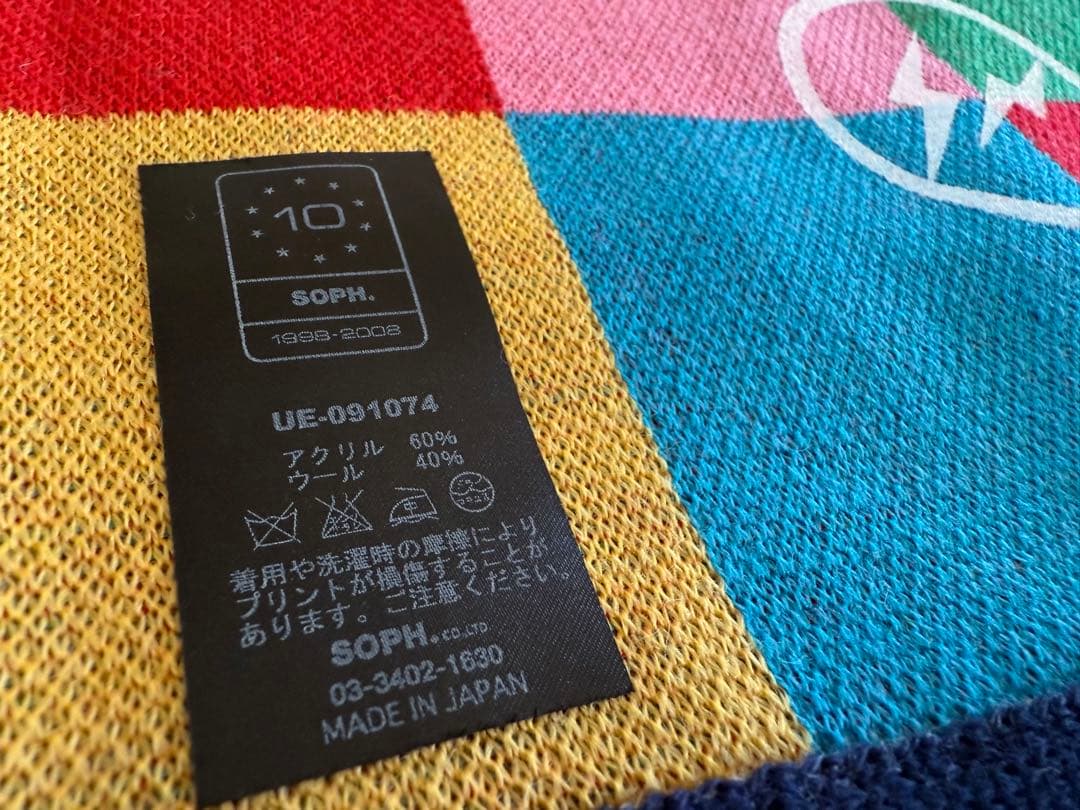 10
SOPH.
1998-2008
UE-091074
アクリル 60%
ウール 40%
着用や洗濯時の摩擦により
プリントが損傷することが
あります。ご注意ください。
SOPH.CO.,LTD
03-3402-1630
MADE IN JAPAN